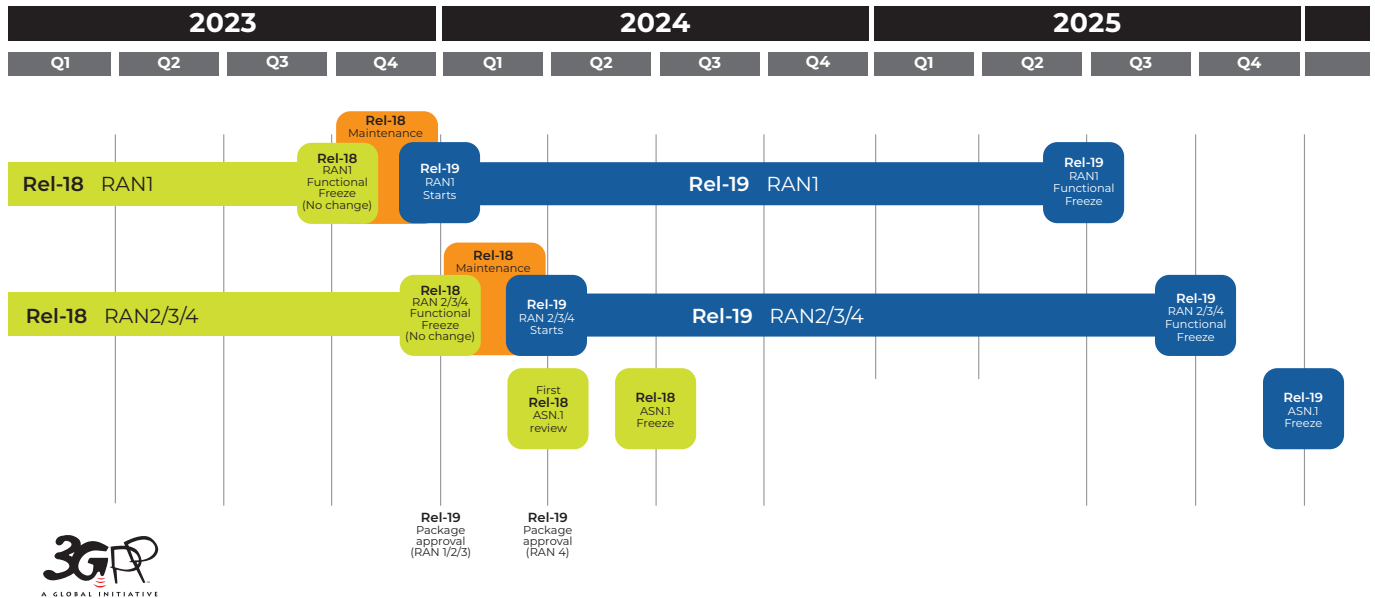 2023 2024 2025
Q1 Q2 Q3 Q4 Q1 Q2 Q3 Q4 Q1 Q2 Q3 Q4
Rel-18
Maintenance
Rel-18 RAN1
Rel-18
RAN1
Functional
Freeze
(No change)
Rel-19
RAN1
Starts
Rel-19 RAN1
Rel-19
RAN1
Functional
Freeze
Rel-18
Maintenance
Rel-18 RAN2/3/4
Rel-18
RAN 2/3/4
Functional
Freeze
(No change)
Rel-19
RAN 2/3/4
Starts
Rel-19 RAN2/3/4
Rel-19
RAN 2/3/4
Functional
Freeze
First
Rel-18
ASN.1
review
Rel-18
ASN.1
Freeze
Rel-19
ASN.1
Freeze
Rel-19
Package
approval
(RAN 1/2/3)
Rel-19
Package
approval
(RAN 4)
3GPP
™
A GLOBAL INITIATIVE